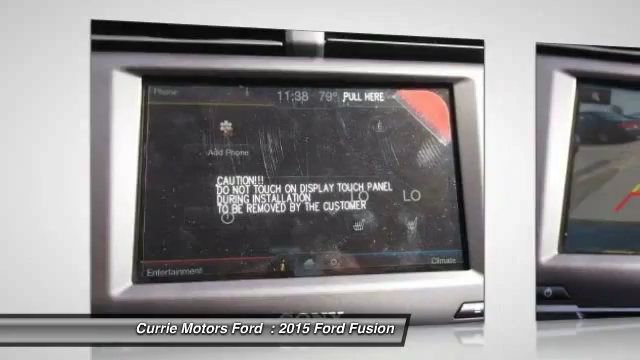 Phone
11:38 79° PULL HERE
Add Phone
CAUTION!!!
DO NOT TOUCH ON DISPLAY TOUCH PANEL
DURING INSTALLATION
TO BE REMOVED BY THE CUSTOMER
LO LO
Entertainment
Climate
SONY
Currie Motors Ford : 2015 Ford Fusion